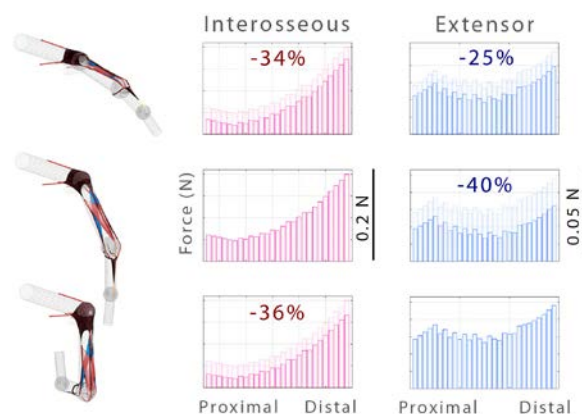 Interosseous Extensor
-34% -25%
Force (N)
0.2 N
-40%
0.05 N
-36%
Proximal Distal Proximal Distal